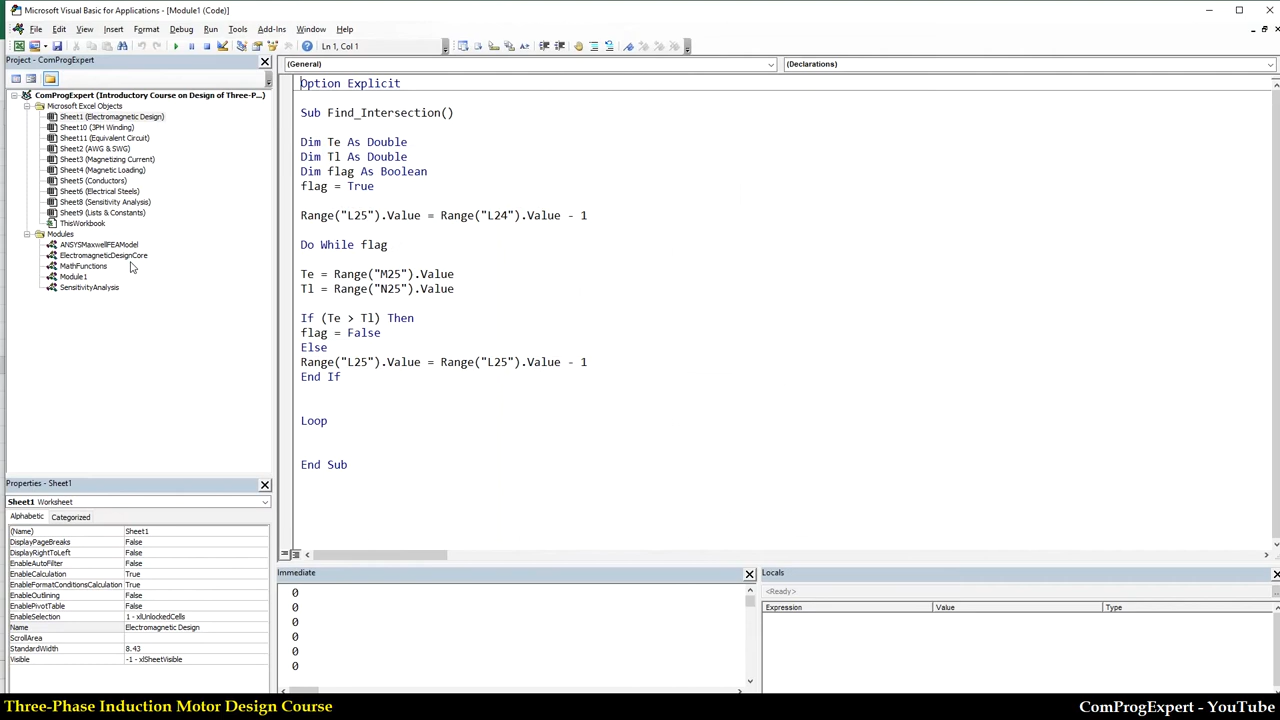 Microsoft Visual Basic for Applications - [Module1 (Code)]
File Edit View Insert Format Debug Run Tools Add-Ins Window Help
Ln 1, Col 1
Project - ComProgExpert
(General)
(Declarations)
ComProgExpert (Introductory Course on Design of Three-P...)
Microsoft Excel Objects
Sheet1 (Electromagnetic Design)
Sheet10 (3PH Winding)
Sheet11 (Equivalent Circuit)
Sheet2 (AWG & SWG)
Sheet3 (Magnetizing Current)
Sheet4 (Magnetic Loading)
Sheet5 (Conductors)
Sheet6 (Electrical Steels)
Sheet8 (Sensitivity Analysis)
Sheet9 (Lists & Constants)
ThisWorkbook
Modules
ANSYSMaxwellFEAModel
ElectromagneticDesignCore
MathFunctions
Module1
SensitivityAnalysis
Option Explicit
Sub Find_Intersection()
Dim Te As Double
Dim Tl As Double
Dim flag As Boolean
flag = True
Range("L25").Value = Range("L24").Value - 1
Do While flag
Te = Range("M25").Value
Tl = Range("N25").Value
If (Te > Tl) Then
flag = False
Else
Range("L25").Value = Range("L25").Value - 1
End If
Loop
End Sub
Properties - Sheet1
Sheet1 Worksheet
Alphabetic Categorized
(Name) Sheet1
DisplayPageBreaks False
DisplayRightToLeft False
EnableAutoFilter False
EnableCalculation True
EnableFormatConditionsCalculation True
EnableOutlining False
EnablePivotTable False
EnableSelection 1 - xlUnlockedCells
Name Electromagnetic Design
ScrollArea
StandardWidth 8.43
Visible -1 - xlSheetVisible
Immediate
0
0
0
0
0
0
Locals
<Ready>
Expression Value Type
Three-Phase Induction Motor Design Course
ComProgExpert - YouTube